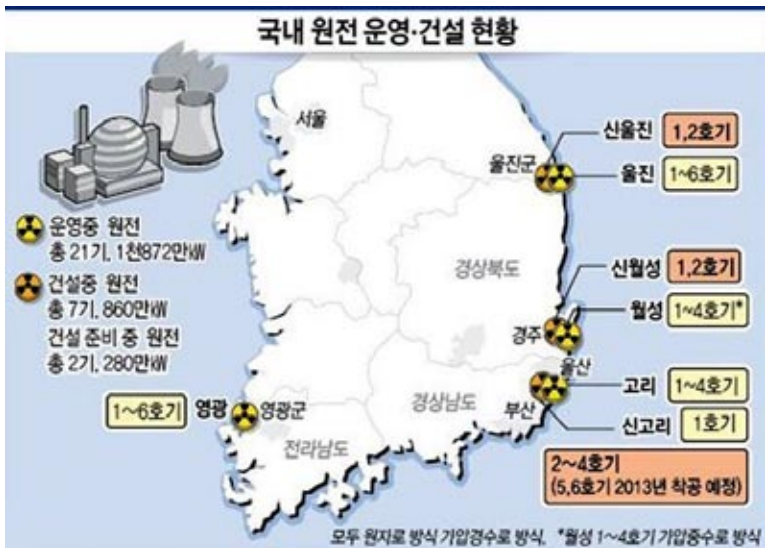 국내 원전 운영·건설 현황
서울
신울진 1,2호기
울진군
울진 1~6호기
운영중 원전
총 21기, 1천872만㎾
건설중 원전
총 7기, 860만㎾
건설 준비 중 원전
총 2기, 280만㎾
경상북도
신월성 1,2호기
월성 1~4호기*
경주
울산
고리 1~4호기
1~6호기 영광 영광군
경상남도
부산
신고리 1호기
전라남도
2~4호기
(5,6호기 2013년 착공 예정)
모두 원자로 방식 가압경수로 방식, *월성 1~4호기 가압중수로 방식